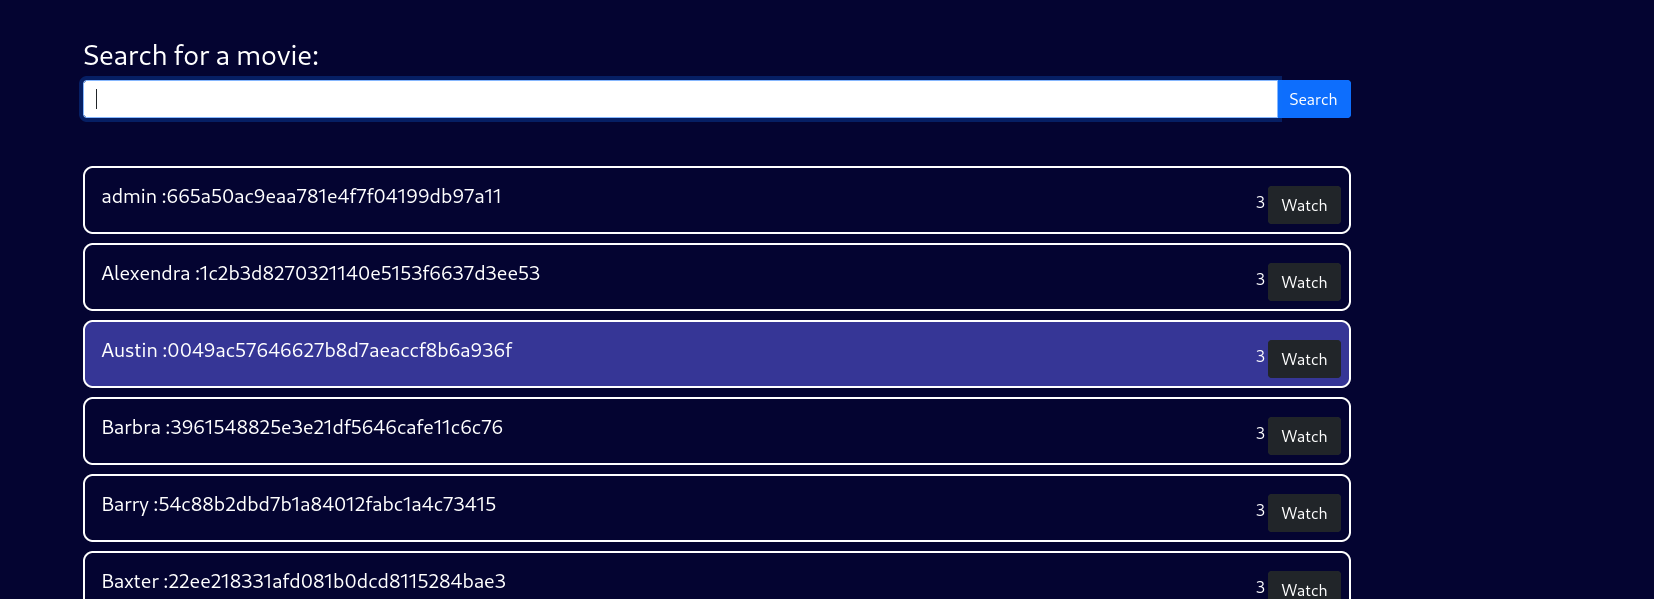 Search for a movie:
Search
admin :665a50ac9eaa781e4f7f04199db97a11
3 Watch
Alexendra :1c2b3d8270321140e5153f6637d3ee53
3 Watch
Austin :0049ac57646627b8d7aeaccf8b6a936f
3 Watch
Barbra :3961548825e3e21df5646cafe11c6c76
3 Watch
Barry :54c88b2dbd7b1a84012fabc1a4c73415
3 Watch
Baxter :22ee218331afd081b0dcd8115284bae3
3 Watch